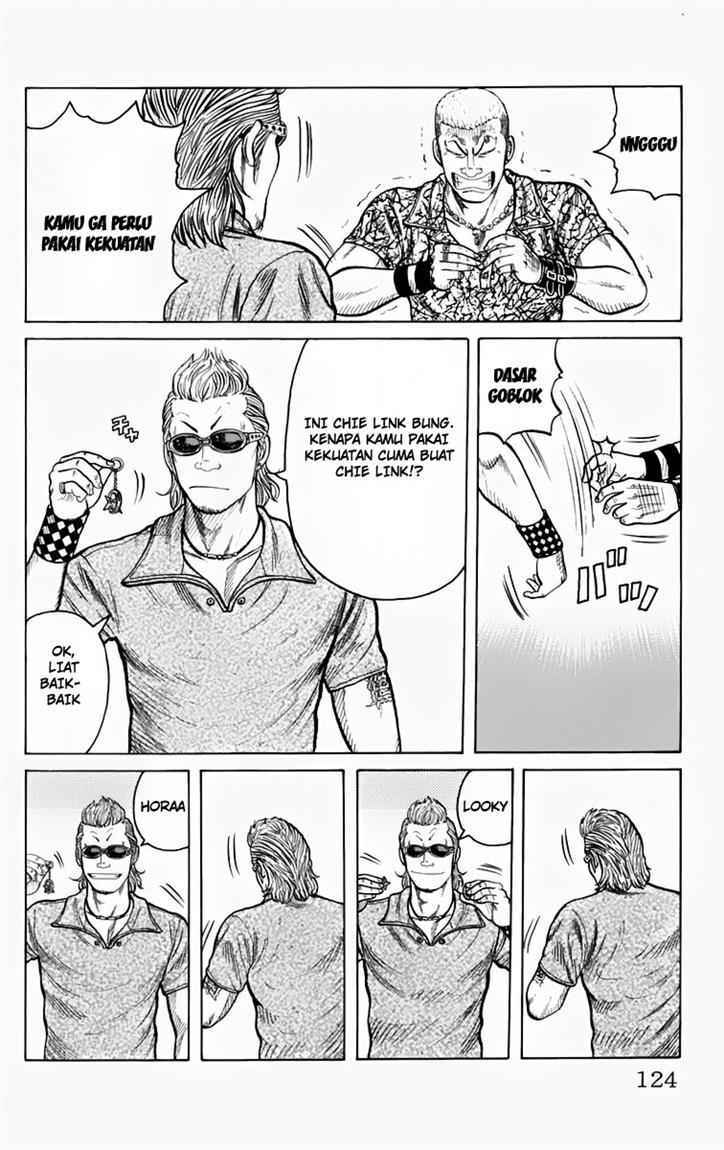 NNGGGU
KAMU GA PERLU
PAKAI KEKUATAN
DASAR
GOBLOK
INI CHIE LINK BUNG.
KENAPA KAMU PAKAI
KEKUATAN CUMA BUAT
CHIE LINK!?
OK,
LIAT
BAIK-
BAIK
HORAA
LOOKY
124